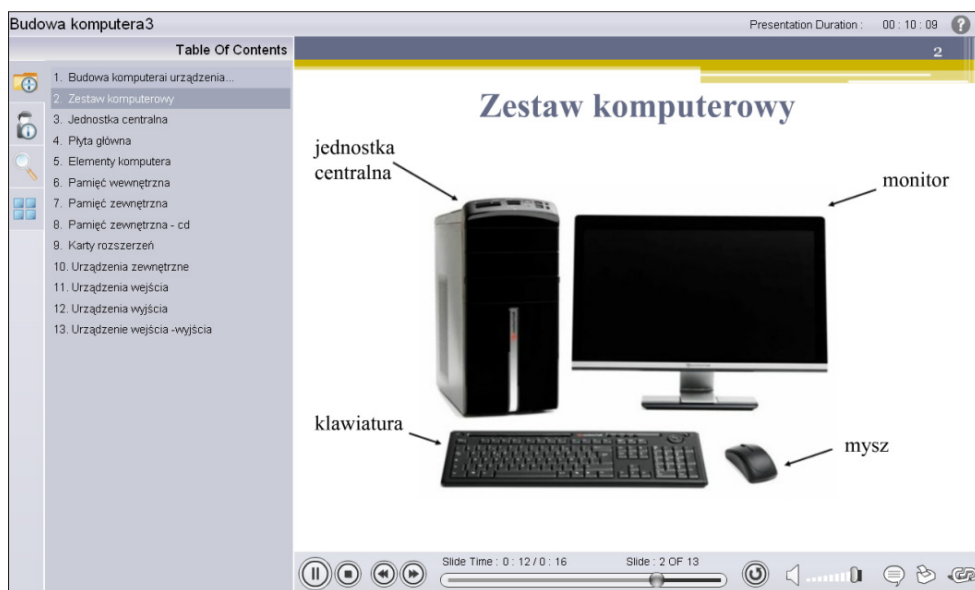 Budowa komputera3
Presentation Duration : 00 : 10 : 09
Table Of Contents
2
1. Budowa komputerai urządzenia...
2. Zestaw komputerowy
3. Jednostka centralna
4. Płyta główna
5. Elementy komputera
6. Pamięć wewnętrzna
7. Pamięć zewnętrzna
8. Pamięć zewnętrzna - cd
9. Karty rozszerzeń
10. Urządzenia zewnętrzne
11. Urządzenia wejścia
12. Urządzenia wyjścia
13. Urządzenie wejścia -wyjścia
Zestaw komputerowy
jednostka
centralna
monitor
klawiatura
mysz
Slide Time : 0 : 12 / 0 : 16
Slide : 2 OF 13